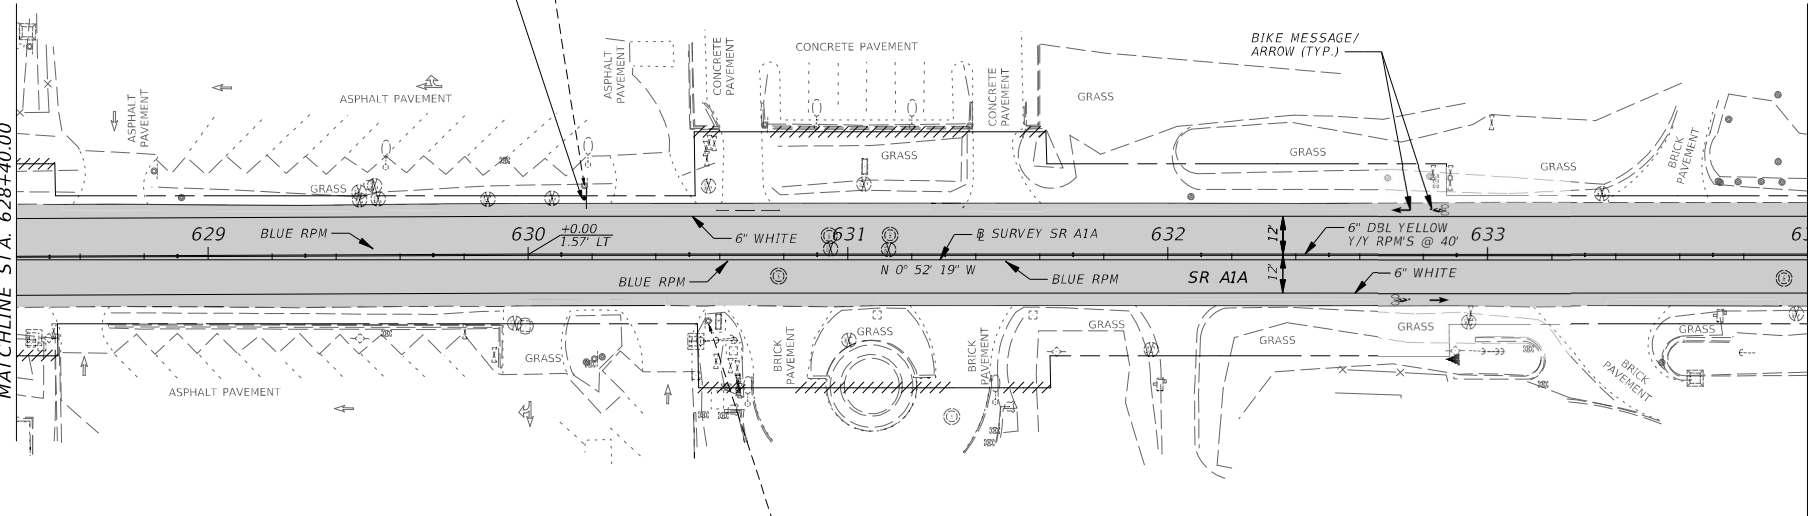 BIKE MESSAGE/
ARROW (TYP.)
CONCRETE PAVEMENT
CONCRETE
PAVEMENT
ASPHALT
PAVEMENT
CONCRETE
PAVEMENT
ASPHALT PAVEMENT
ASPHALT
PAVEMENT
GRASS
GRASS
GRASS
GRASS
GRASS
BRICK
PAVEMENT
MATCHLINE STA. 628+40.00
629
BLUE RPM
630
+0.00
1.57' LT
6" WHITE
631
B SURVEY SR A1A
N 0° 52' 19" W
632
12'
6" DBL YELLOW
Y/Y RPM'S @ 40'
633
BLUE RPM
BLUE RPM
SR A1A
12'
6" WHITE
GRASS
GRASS
GRASS
GRASS
GRASS
GRASS
BRICK
PAVEMENT
BRICK
PAVEMENT
BRICK
PAVEMENT
ASPHALT PAVEMENT